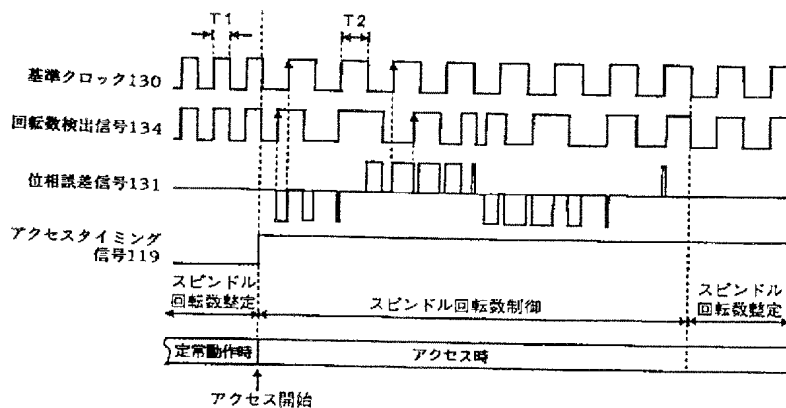 T1
T2
基準クロック130
回転数検出信号134
位相誤差信号131
アクセスタイミング
信号119
スピンドル
回転数整定
スピンドル回転数制御
スピンドル
回転数整定
定常動作時
アクセス時
アクセス開始